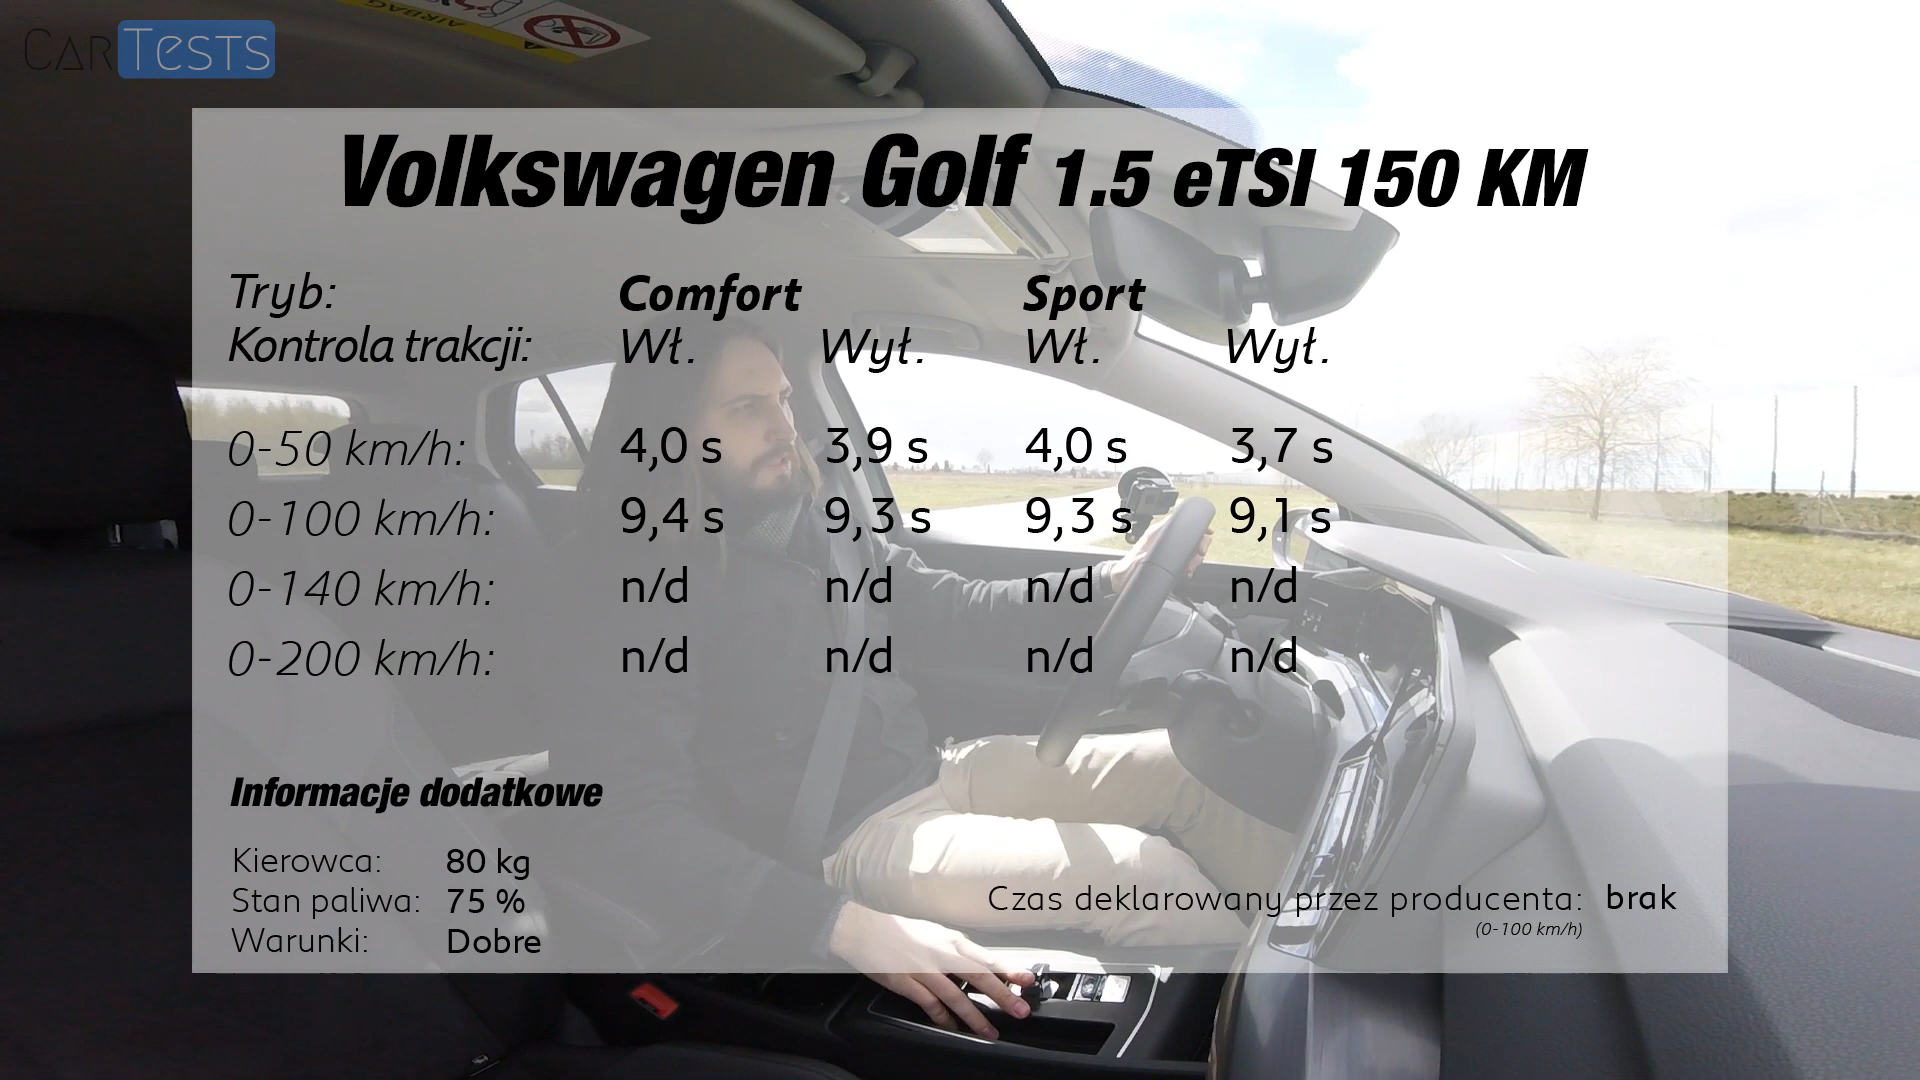 CarTests
AIRBAG
Volkswagen Golf 1.5 eTSI 150 KM
Tryb: Comfort Sport
Kontrola trakcji: Wł. Wył. Wł. Wył.
0-50 km/h: 4,0 s 3,9 s 4,0 s 3,7 s
0-100 km/h: 9,4 s 9,3 s 9,3 s 9,1 s
0-140 km/h: n/d n/d n/d n/d
0-200 km/h: n/d n/d n/d n/d
Informacje dodatkowe
Kierowca: 80 kg
Stan paliwa: 75 %
Warunki: Dobre
Czas deklarowany przez producenta: brak
(0-100 km/h)